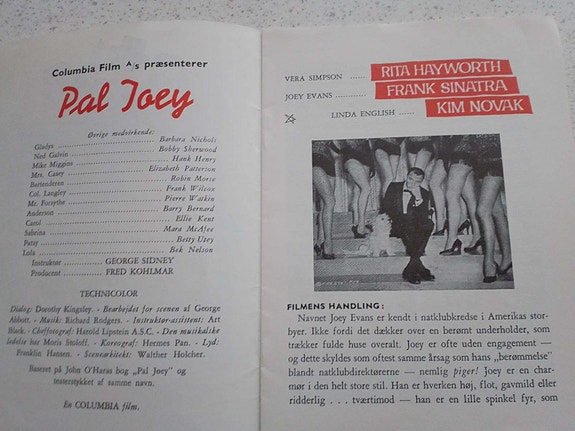 Columbia Film A/s præsenterer
Pal Joey
Øvrige medvirkende:
Gladys Barbara Nichols
Ned Galvin Bobby Sherwood
Mike Miggins Hank Henry
Mrs. Casey Elizabeth Patterson
Bartenderen Robin Morse
Col. Langley Frank Wilcox
Mr. Forsythe Pierre Watkin
Anderson Barry Bernard
Carol Ellie Kent
Sabrina Mara McAfee
Patsy Betty Utey
Lola Bek Nelson
Instruktør GEORGE SIDNEY
Producent FRED KOHLMAR
TECHNICOLOR
Dialog: Dorothy Kingsley. - Bearbejdet for scenen af George
Abbott. - Musik: Richard Rodgers. - Instruktør-assistent: Art
Black. - Cheffotograf: Harold Lipstein A.S.C. - Den musikalske
ledelse har Moris Stoloff. - Koreograf: Hermes Pan. - Lyd:
Franklin Hansen. - Scenearkitekt: Walther Holcher.
Baseret på John O'Haras bog „Pal Joey" og
teaterstykket af samme navn.
En COLUMBIA film.
VERA SIMPSON ...... RITA HAYWORTH
JOEY EVANS ............ FRANK SINATRA
LINDA ENGLISH ...... KIM NOVAK
FILMENS HANDLING:
Navnet Joey Evans er kendt i natklubkredse i Amerikas stor-
byer. Ikke fordi det dækker over en berømt underholder, som
trækker fulde huse overalt. Joey er ofte uden engagement —
og dette skyldes som oftest samme årsag som hans „berømmelse"
blandt natklubdirektørerne — nemlig piger! Joey er en char-
mør i den helt store stil. Han er hverken høj, flot, gavmild eller
ridderlig . . . tværtimod — han er en lille spinkel fyr, som